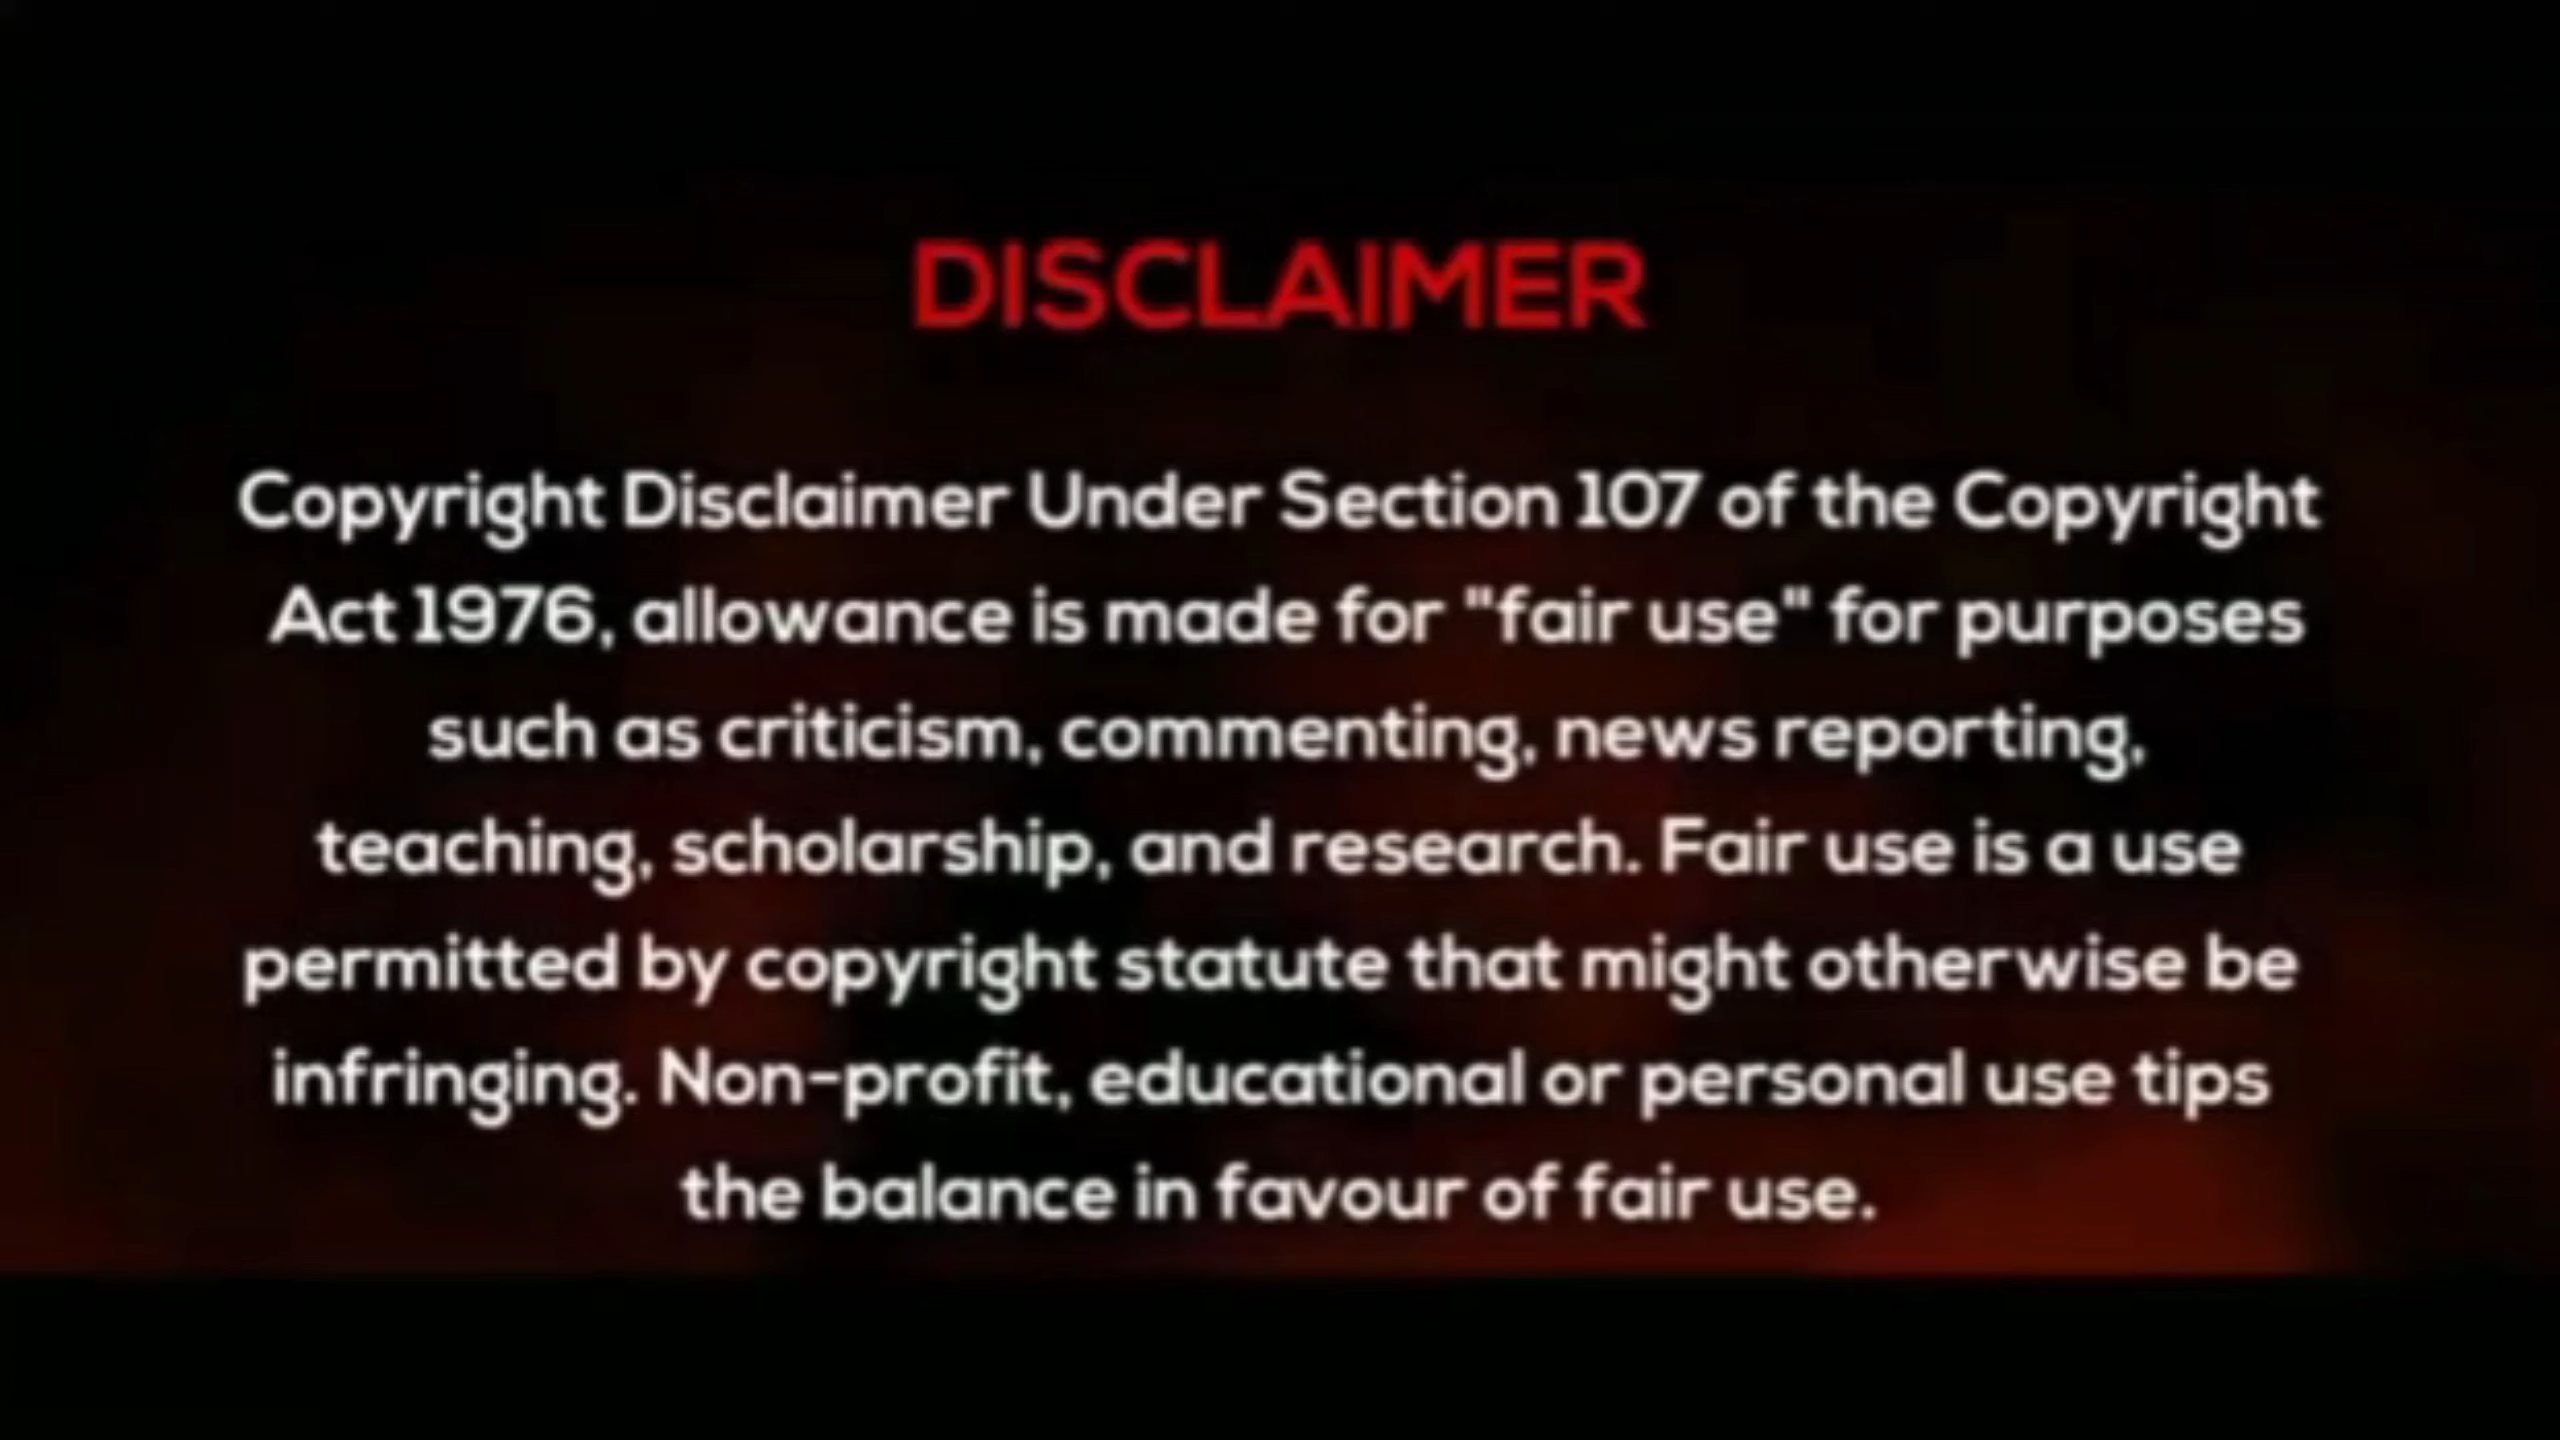 DISCLAIMER
Copyright Disclaimer Under Section 107 of the Copyright
Act 1976, allowance is made for "fair use" for purposes
such as criticism, commenting, news reporting,
teaching, scholarship, and research. Fair use is a use
permitted by copyright statute that might otherwise be
infringing. Non-profit, educational or personal use tips
the balance in favour of fair use.